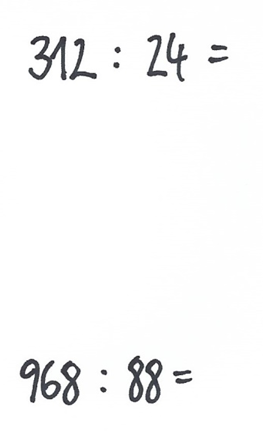 312 : 24 =
968 : 88 =